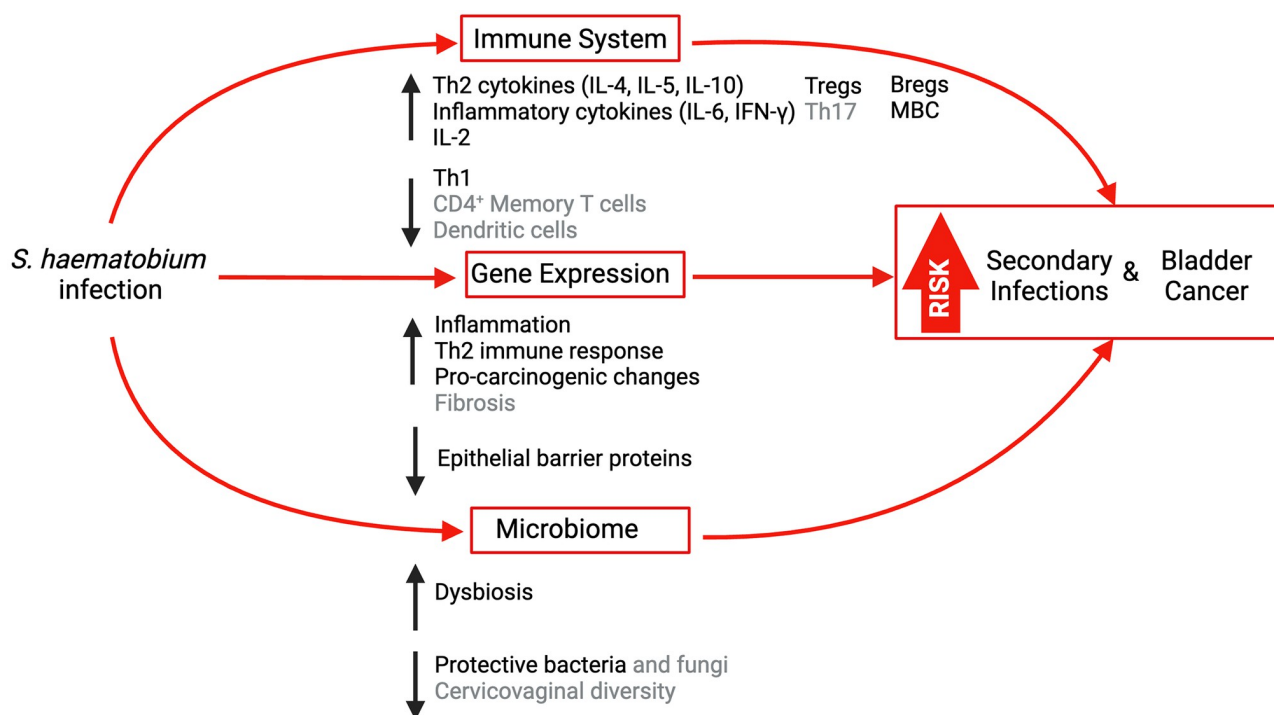 Immune System
Th2 cytokines (IL-4, IL-5, IL-10)
Inflammatory cytokines (IL-6, IFN-γ)
IL-2
Tregs
Th17
Bregs
MBC
Th1
CD4⁺ Memory T cells
Dendritic cells
S. haematobium
infection
Gene Expression
RISK
Secondary
Infections
&
Bladder
Cancer
Inflammation
Th2 immune response
Pro-carcinogenic changes
Fibrosis
Epithelial barrier proteins
Microbiome
Dysbiosis
Protective bacteria and fungi
Cervicovaginal diversity